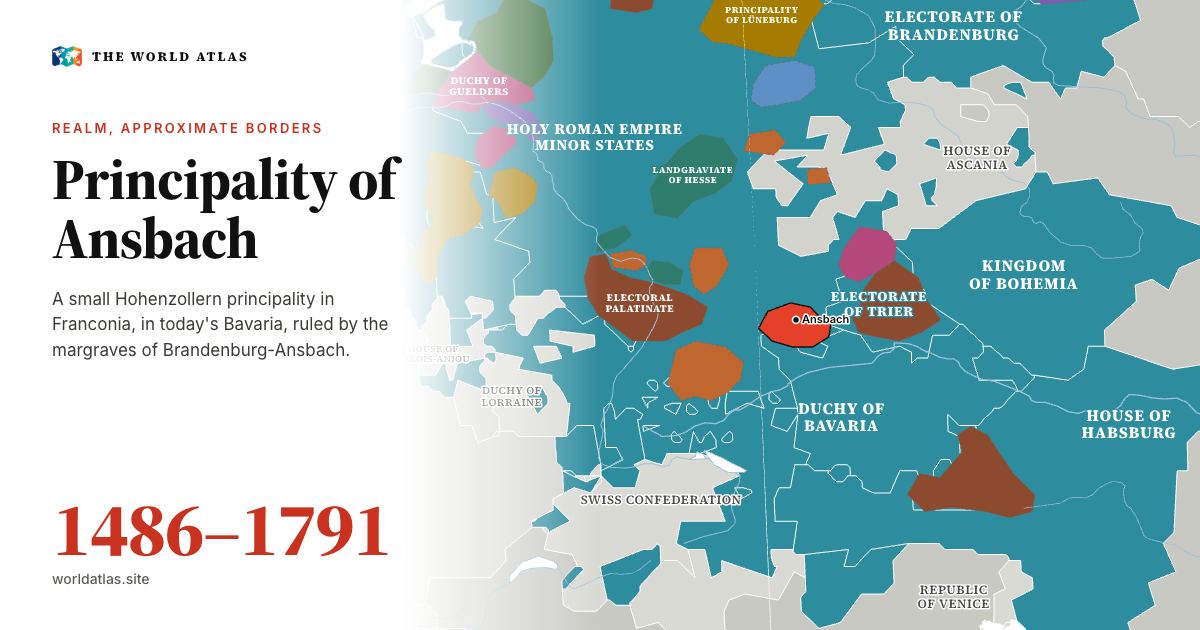 THE WORLD ATLAS
REALM, APPROXIMATE BORDERS
Principality of
Ansbach
A small Hohenzollern principality in
Franconia, in today's Bavaria, ruled by the
margraves of Brandenburg-Ansbach.
1486–1791
worldatlas.site
PRINCIPALITY
OF LÜNEBURG
ELECTORATE OF
BRANDENBURG
DUCHY OF
GUELDERS
HOLY ROMAN EMPIRE
MINOR STATES
HOUSE OF
ASCANIA
LANDGRAVIATE
OF HESSE
KINGDOM
OF BOHEMIA
ELECTORAL
PALATINATE
ELECTORATE
OF TRIER
Ansbach
HOUSE OF
DUCHY OF
LORRAINE
DUCHY OF
BAVARIA
HOUSE OF
HABSBURG
SWISS CONFEDERATION
REPUBLIC
OF VENICE